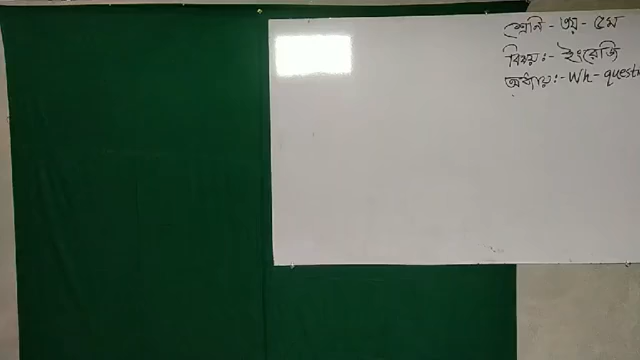 শ্রেনি - ৩য় - ৫ম
বিষয়:- ইংরেজি
অধ্যায়:- Wh - questi